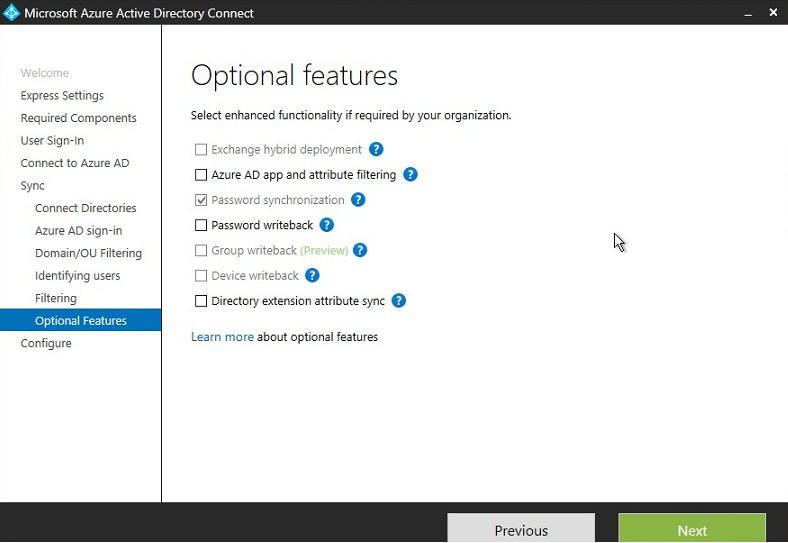 Microsoft Azure Active Directory Connect
Welcome
Express Settings
Required Components
User Sign-In
Connect to Azure AD
Sync
Connect Directories
Azure AD sign-in
Domain/OU Filtering
Identifying users
Filtering
Optional Features
Configure
Optional features
Select enhanced functionality if required by your organization.
Exchange hybrid deployment ?
Azure AD app and attribute filtering ?
Password synchronization ?
Password writeback ?
Group writeback (Preview) ?
Device writeback ?
Directory extension attribute sync ?
Learn more about optional features
Previous
Next